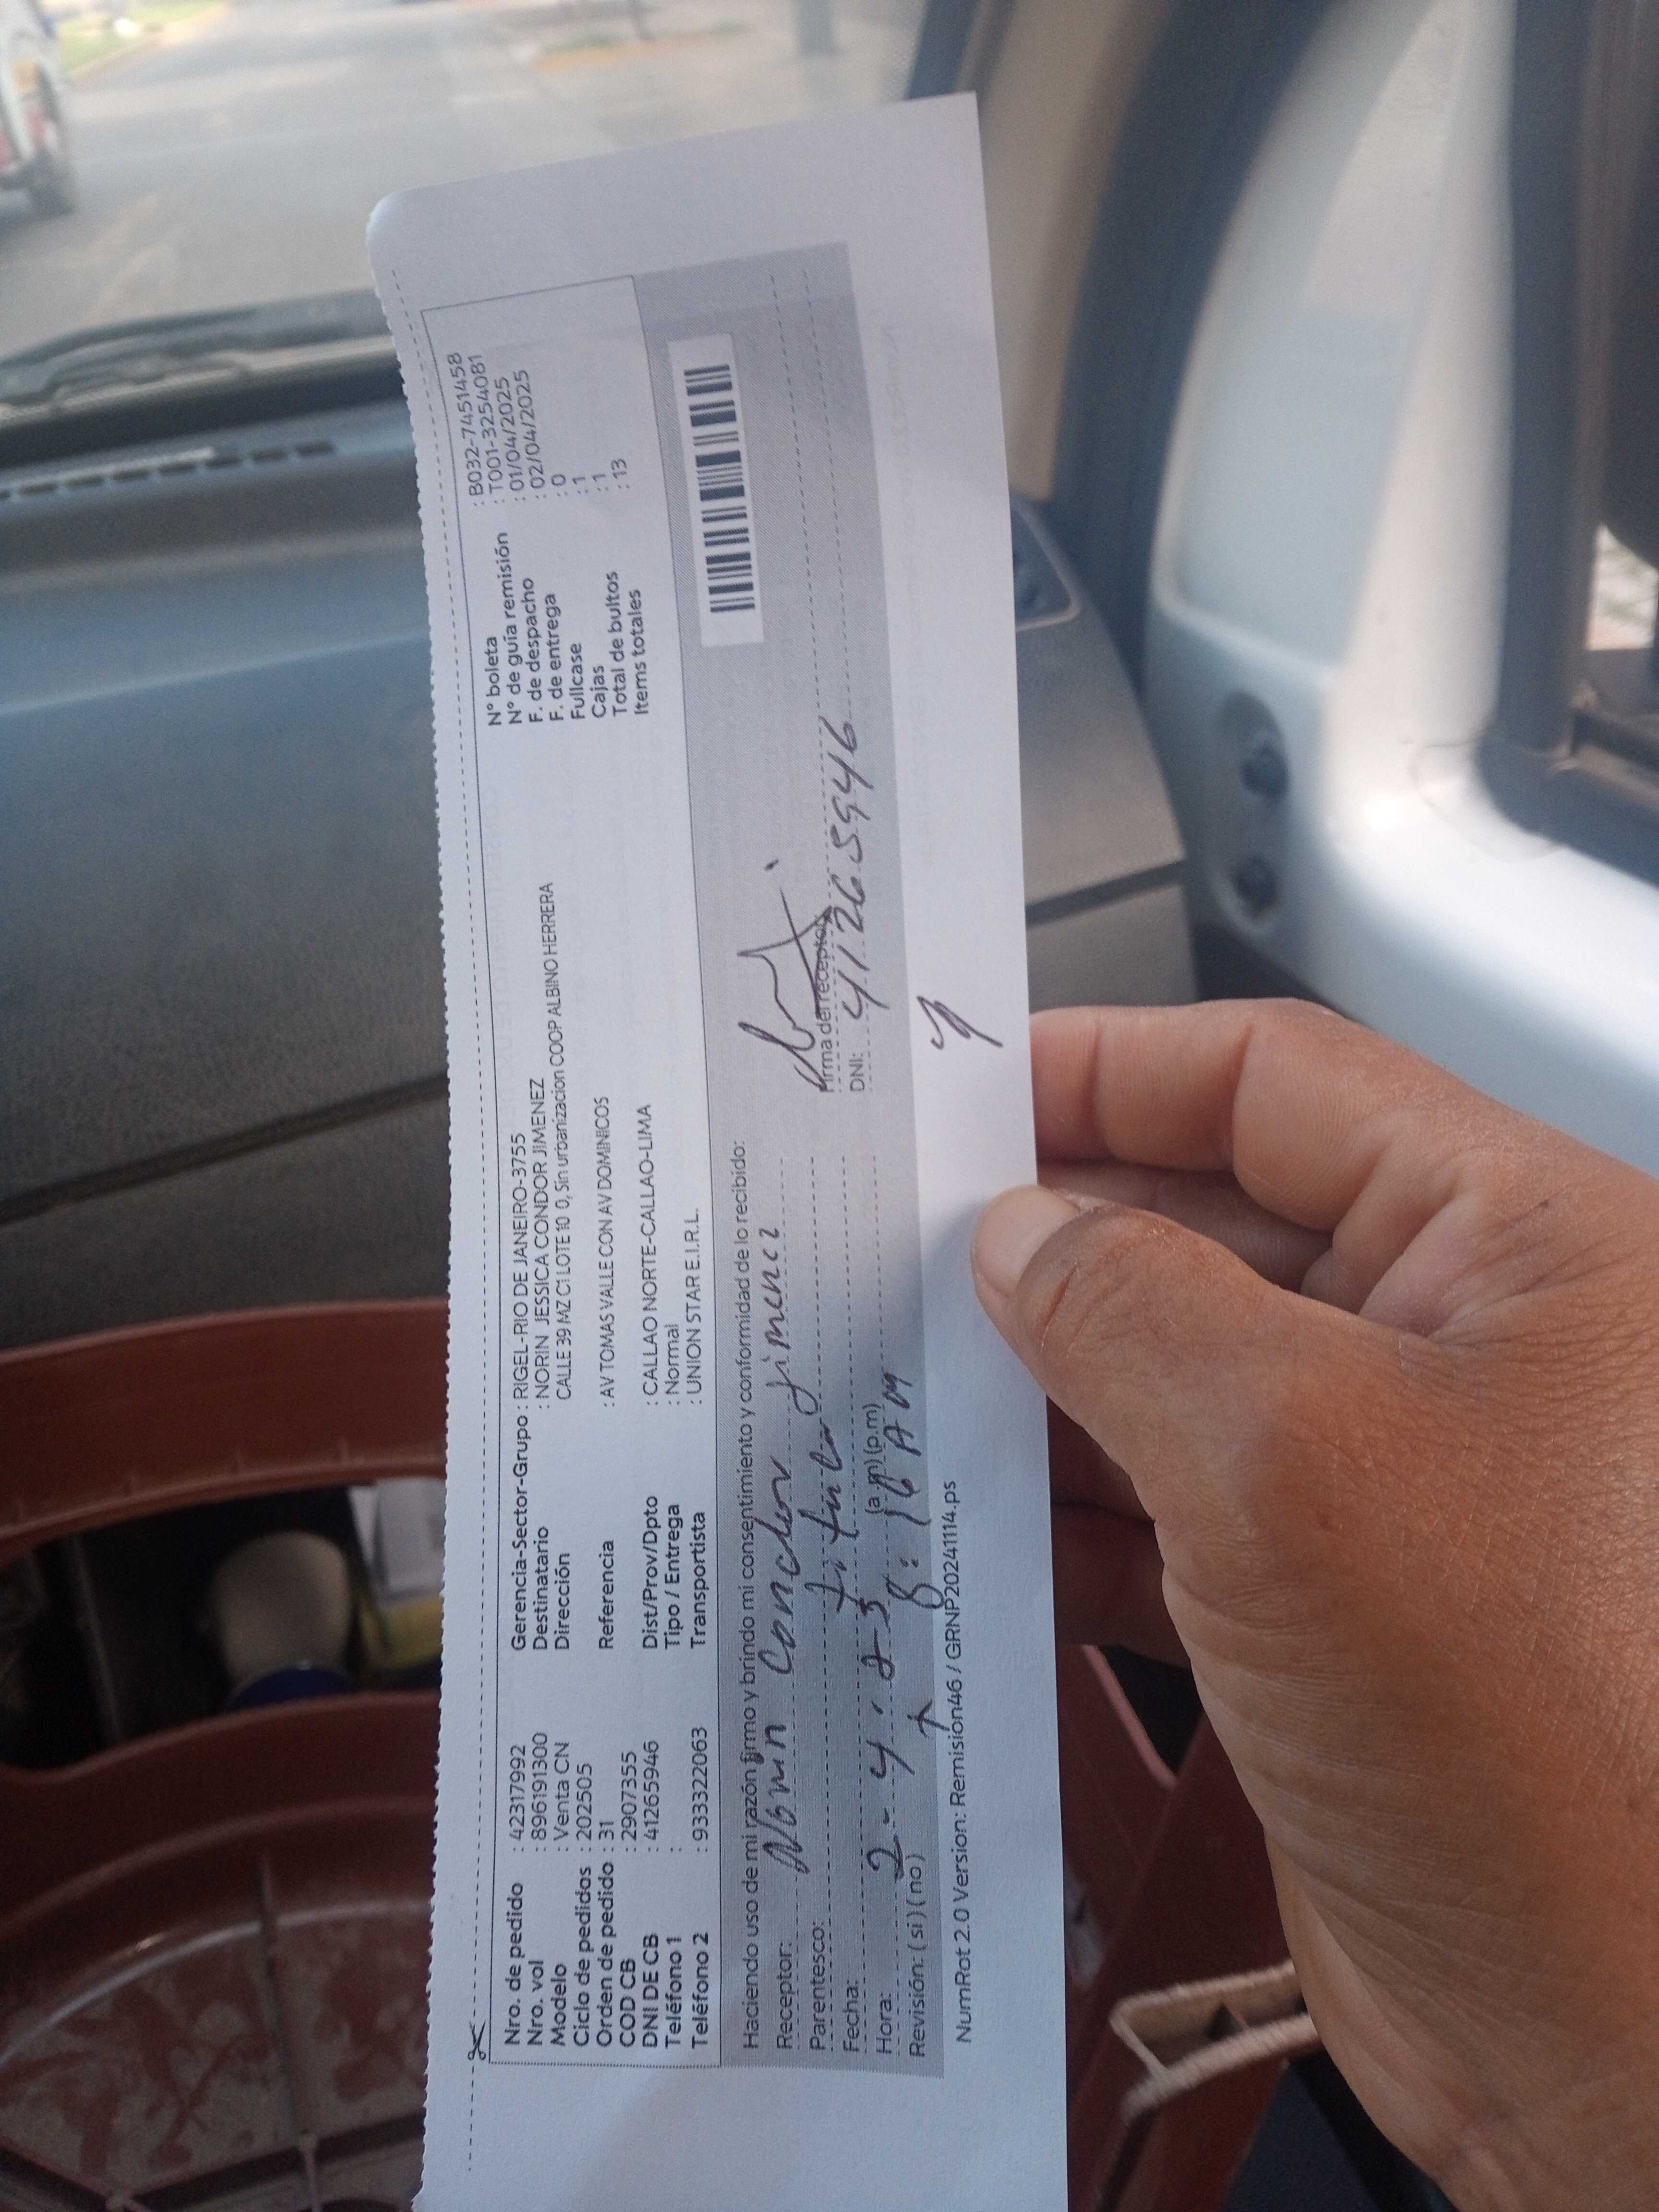 Nro. de pedido : 42317992
Nro. vol : 896191300
Modelo : Venta CN
Ciclo de pedidos : 202505
Orden de pedido : 31
COD CB : 2907355
DNI DE CB : 41265946
Teléfono 1 :
Teléfono 2 : 933322063
Gerencia-Sector-Grupo : RIGEL-RIO DE JANEIRO-3755
Destinatario : NORIN JESSICA CONDOR JIMENEZ
Dirección CALLE 39 MZ C1 LOTE 10 0, Sin urbanizacion COOP ALBINO HERRERA
Referencia : AV TOMAS VALLE CON AV DOMINICOS
Dist/Prov/Dpto : CALLAO NORTE-CALLAO-LIMA
Tipo / Entrega : Normal
Transportista : UNION STAR E.I.R.L.
N° boleta : B032-7451458
N° de guía remisión : T001-3254081
F. de despacho : 01/04/2025
F. de entrega : 02/04/2025
Fullcase : 0
Cajas : 1
Total de bultos : 1
Items totales : 13
Haciendo uso de mi razón firmo y brindo mi consentimiento y conformidad de lo recibido:
Receptor: Condor Jimenez
Parentesco: titular
Fecha: 2-4-25
Hora: 8:16 AM (a.m) (p.m)
Revisión: ( si ) ( no )
Firma del receptor
DNI: 41265946
NumRot 2.0 Version: Remisión46 / GRNP20241114.ps